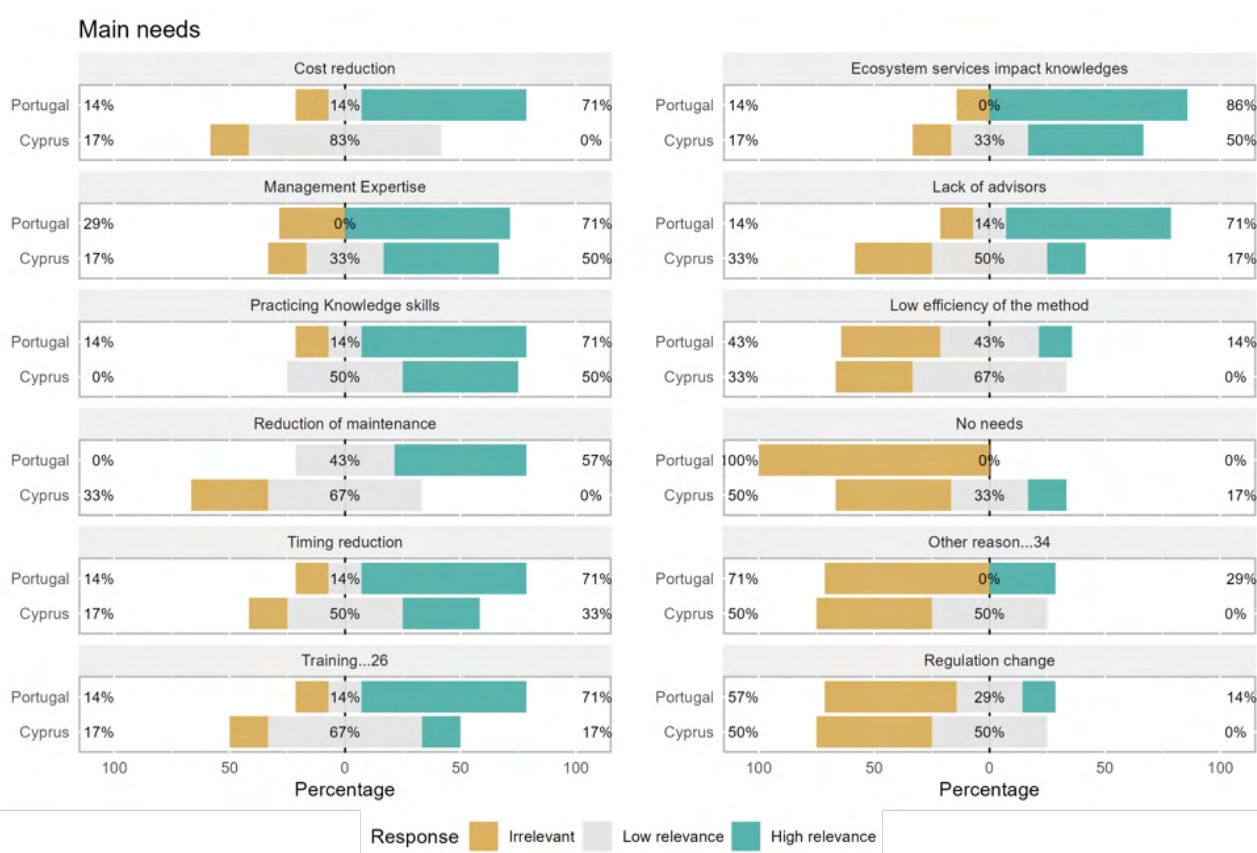 Main needs
Cost reduction
Portugal 14% 14% 71%
Cyprus 17% 83% 0%
Management Expertise
Portugal 29% 0% 71%
Cyprus 17% 33% 50%
Practicing Knowledge skills
Portugal 14% 14% 71%
Cyprus 0% 50% 50%
Reduction of maintenance
Portugal 0% 43% 57%
Cyprus 33% 67% 0%
Timing reduction
Portugal 14% 14% 71%
Cyprus 17% 50% 33%
Training...26
Portugal 14% 14% 71%
Cyprus 17% 67% 17%
100 50 0 50 100
Percentage
Ecosystem services impact knowledges
Portugal 14% 0% 86%
Cyprus 17% 33% 50%
Lack of advisors
Portugal 14% 14% 71%
Cyprus 33% 50% 17%
Low efficiency of the method
Portugal 43% 43% 14%
Cyprus 33% 67% 0%
No needs
Portugal 100% 0% 0%
Cyprus 50% 33% 17%
Other reason...34
Portugal 71% 0% 29%
Cyprus 50% 50% 0%
Regulation change
Portugal 57% 29% 14%
Cyprus 50% 50% 0%
100 50 0 50 100
Percentage
Response Irrelevant Low relevance High relevance